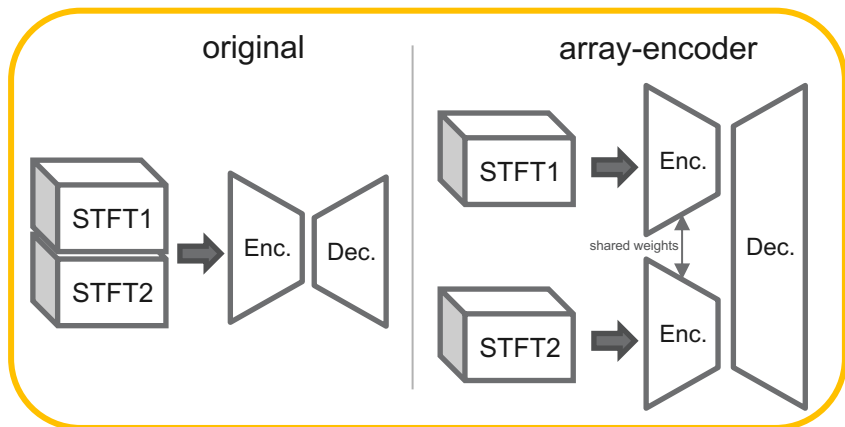 original
STFT1
STFT2
Enc.
Dec.
array-encoder
STFT1
Enc.
shared weights
Dec.
STFT2
Enc.